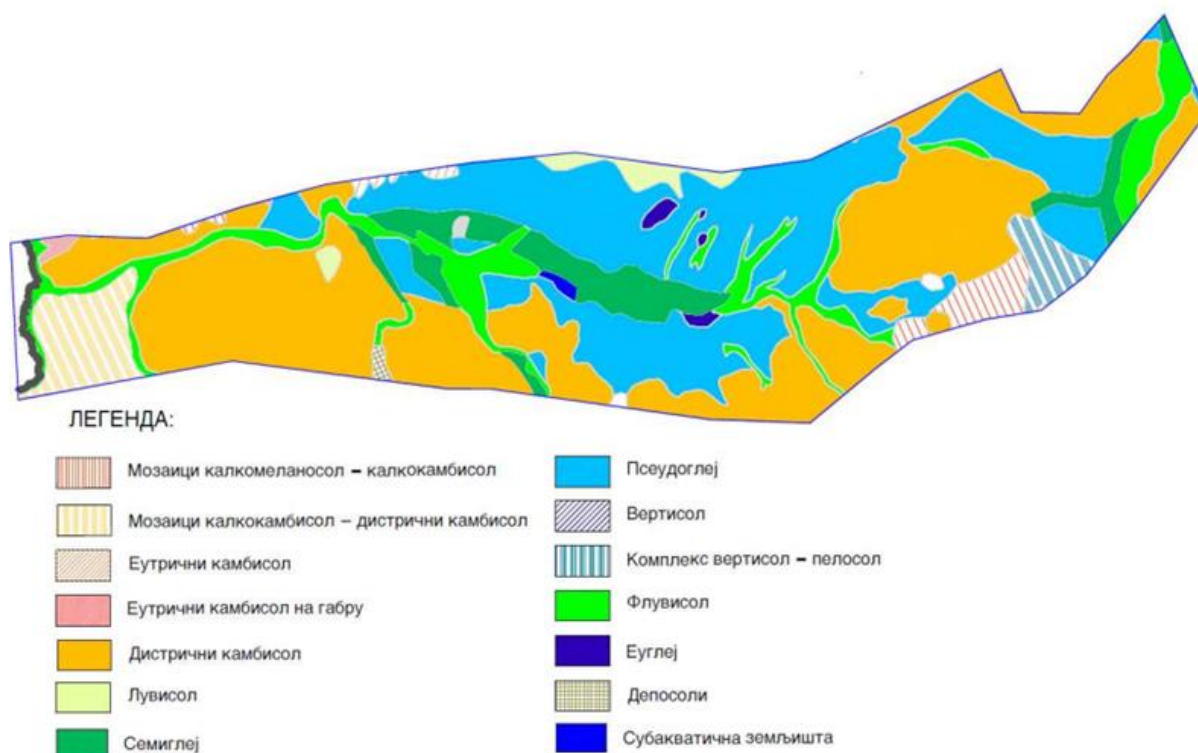 ЛЕГЕНДА:
Мозаици калкомеланосол – калкокамбисол
Мозаици калкокамбисол – дистрични камбисол
Еутрични камбисол
Еутрични камбисол на габру
Дистрични камбисол
Лувисол
Семиглеј
Псеудоглеј
Вертисол
Комплекс вертисол – пелосол
Флувисол
Еуглеј
Депосоли
Субакватична земљишта